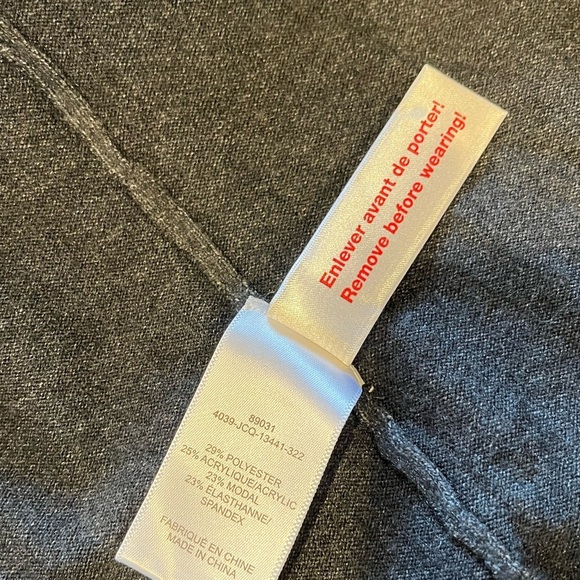 Enlever avant de porter!
Remove before wearing!
89031
4039-JCQ-13441-322
29% POLYESTER
25% ACRYLIQUE/ACRYLIC
23% MODAL
23% ÉLASTHANNE/
SPANDEX
FABRIQUÉ EN CHINE
MADE IN CHINA